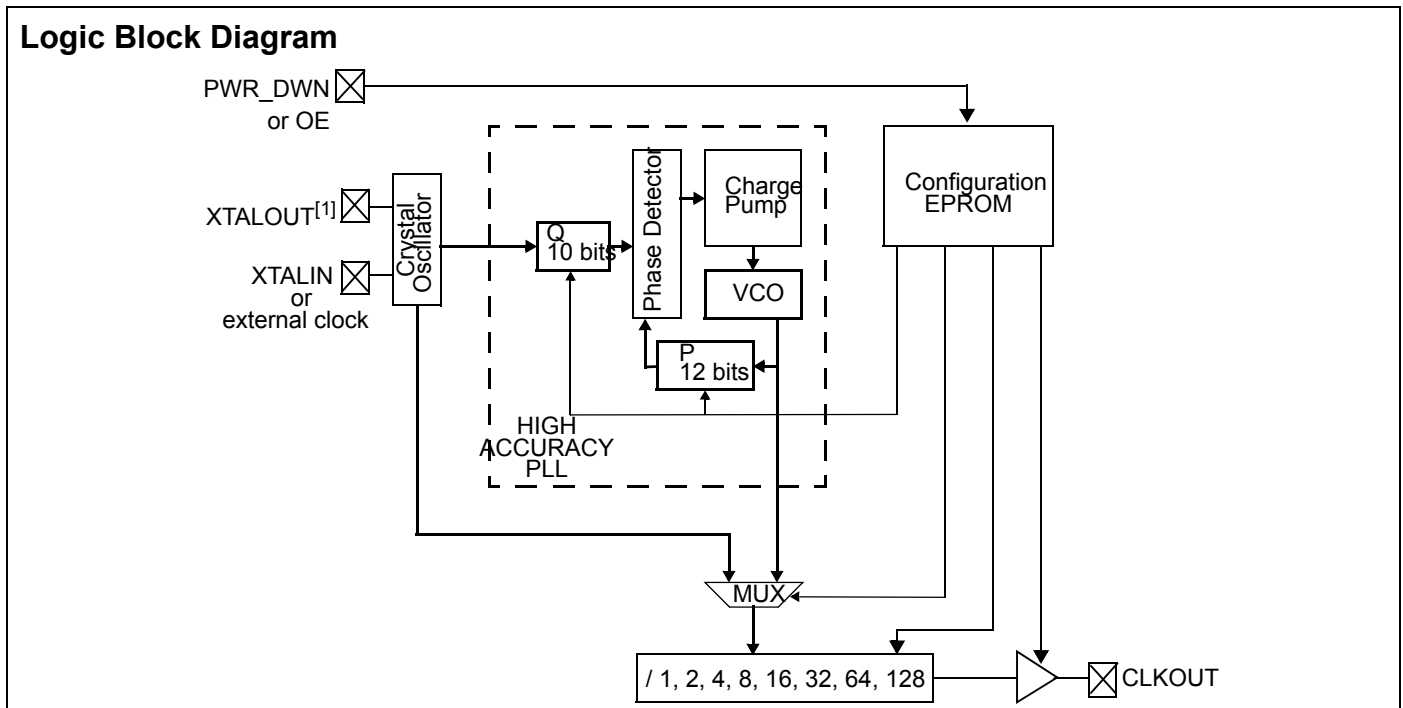 Logic Block Diagram
PWR_DWN
or OE
XTALOUT[1]
XTALIN
or
external clock
Crystal
Oscillator
Q
10 bits
Phase Detector
Charge
Pump
VCO
P
12 bits
HIGH
ACCURACY
PLL
Configuration
EPROM
MUX
/ 1, 2, 4, 8, 16, 32, 64, 128
CLKOUT